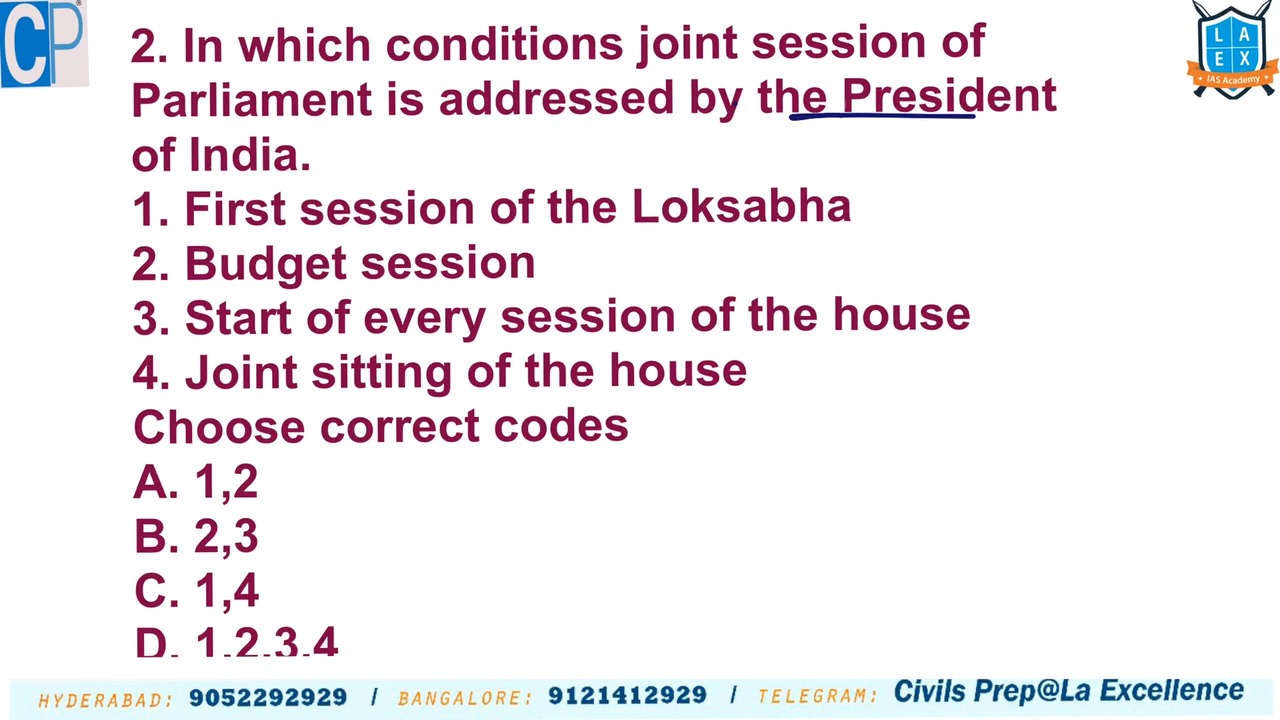 CP®
2. In which conditions joint session of
Parliament is addressed by the President
of India.
1. First session of the Loksabha
2. Budget session
3. Start of every session of the house
4. Joint sitting of the house
Choose correct codes
A. 1,2
B. 2,3
C. 1,4
D. 1,2,3,4
L A
E X
IAS Academy
HYDERABAD: 9052292929 / BANGALORE: 9121412929 / TELEGRAM: Civils Prep@La Excellence